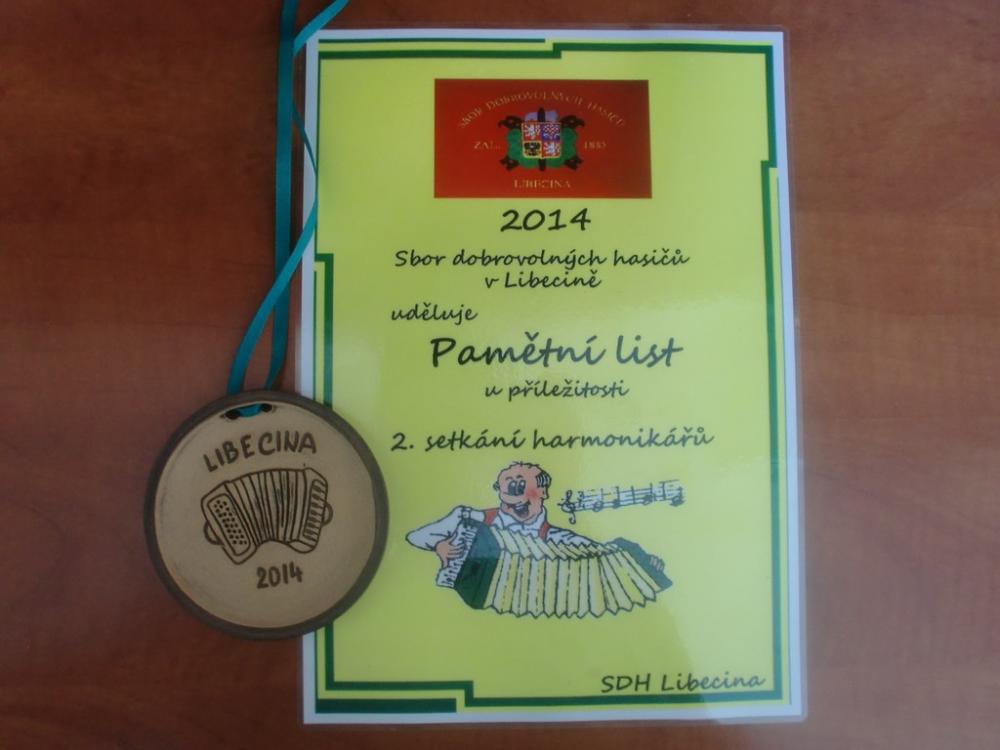 LIBECINA
2014
SBOR DOBROVOLNÝCH HASIČŮ
ZAL.
LIBECINA
2014
Sbor dobrovolných hasičů
v Libecině
uděluje
Pamětní list
u příležitosti
2. setkání harmonikářů
SDH Libecina